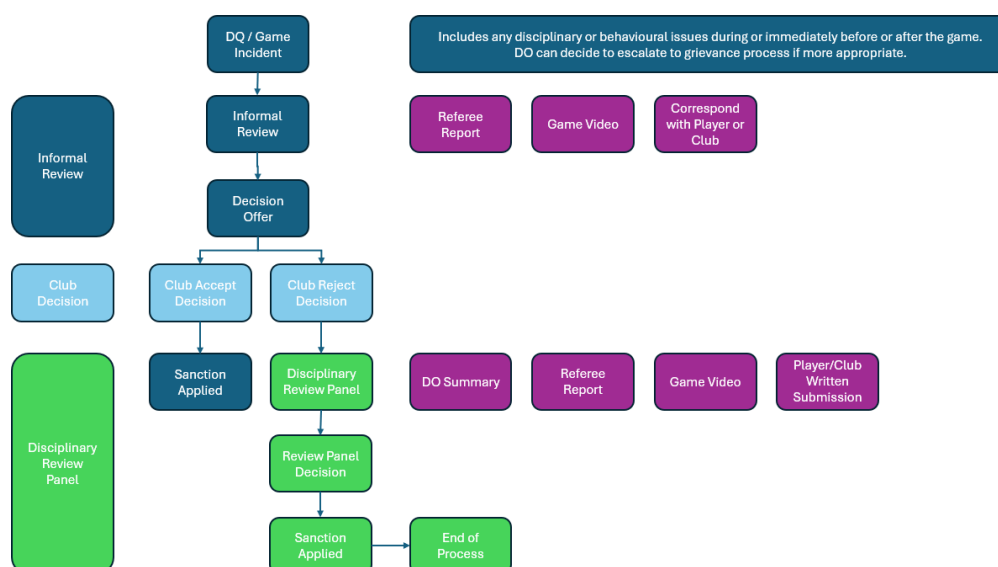 DQ / Game
Incident
Includes any disciplinary or behavioural issues during or immediately before or after the game.
DO can decide to escalate to grievance process if more appropriate.
Informal
Review
Informal
Review
Referee
Report
Game Video
Correspond
with Player or
Club
Decision
Offer
Club
Decision
Club Accept
Decision
Club Reject
Decision
Disciplinary
Review
Panel
Sanction
Applied
Disciplinary
Review Panel
DO Summary
Referee
Report
Game Video
Player/Club
Written
Submission
Review Panel
Decision
Sanction
Applied
End of
Process